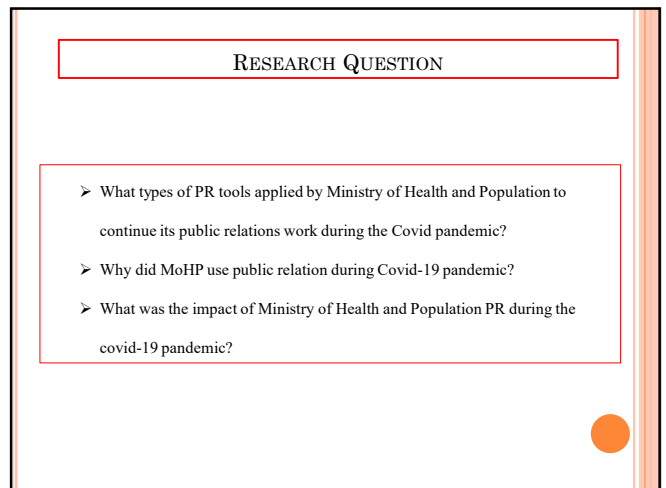 RESEARCH QUESTION
➢ What types of PR tools applied by Ministry of Health and Population to
continue its public relations work during the Covid pandemic?
➢ Why did MoHP use public relation during Covid-19 pandemic?
➢ What was the impact of Ministry of Health and Population PR during the
covid-19 pandemic?